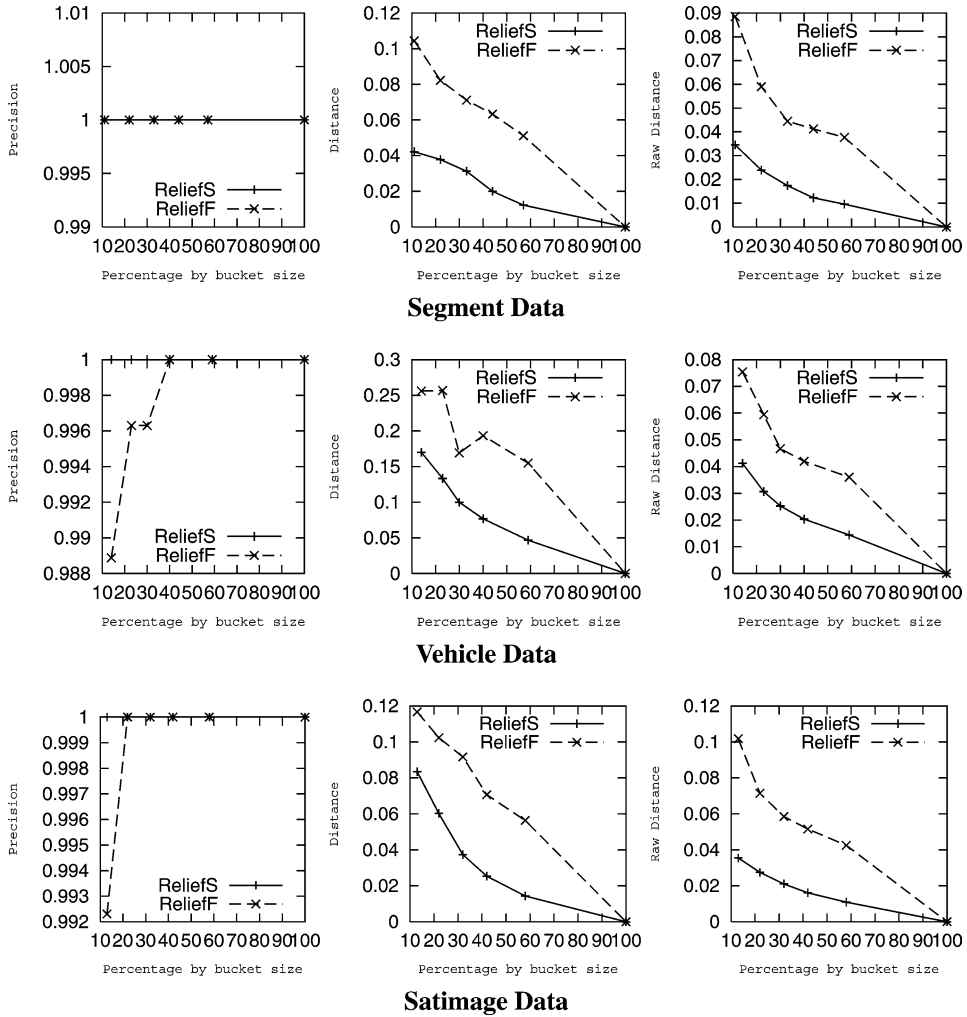 1.01
1.005
1
0.995
0.99
Precision
ReliefS
ReliefF
10 20 30 40 50 60 70 80 90 100
Percentage by bucket size
0.12
0.1
0.08
0.06
0.04
0.02
0
Distance
ReliefS
ReliefF
10 20 30 40 50 60 70 80 90 100
Percentage by bucket size
0.09
0.08
0.07
0.06
0.05
0.04
0.03
0.02
0.01
0
Raw Distance
ReliefS
ReliefF
10 20 30 40 50 60 70 80 90 100
Percentage by bucket size
Segment Data
1
0.998
0.996
0.994
0.992
0.99
0.988
Precision
ReliefS
ReliefF
10 20 30 40 50 60 70 80 90 100
Percentage by bucket size
0.3
0.25
0.2
0.15
0.1
0.05
0
Distance
ReliefS
ReliefF
10 20 30 40 50 60 70 80 90 100
Percentage by bucket size
0.08
0.07
0.06
0.05
0.04
0.03
0.02
0.01
0
Raw Distance
ReliefS
ReliefF
10 20 30 40 50 60 70 80 90 100
Percentage by bucket size
Vehicle Data
1
0.999
0.998
0.997
0.996
0.995
0.994
0.993
0.992
Precision
ReliefS
ReliefF
10 20 30 40 50 60 70 80 90 100
Percentage by bucket size
0.12
0.1
0.08
0.06
0.04
0.02
0
Distance
ReliefS
ReliefF
10 20 30 40 50 60 70 80 90 100
Percentage by bucket size
0.12
0.1
0.08
0.06
0.04
0.02
0
Raw Distance
ReliefS
ReliefF
10 20 30 40 50 60 70 80 90 100
Percentage by bucket size
Satimage Data